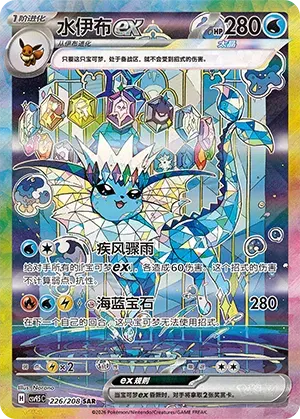 1阶进化 水伊布ex HP280
从伊布进化 太晶
只要这只宝可梦，处于备战区，就不会受到招式的伤害。
疾风骤雨
给对手所有的“宝可梦ex”，各造成60伤害。这个招式的伤害
不计算弱点、抗性。
海蓝宝石 280
在下一个自己的回合，这只宝可梦无法使用招式。
×2
ex规则
当宝可梦ex昏厥时，对手将拿取2张奖赏卡。
Illus. Norano
H 226/208 SAR
©2026 Pokémon/Nintendo/Creatures/GAME FREAK.